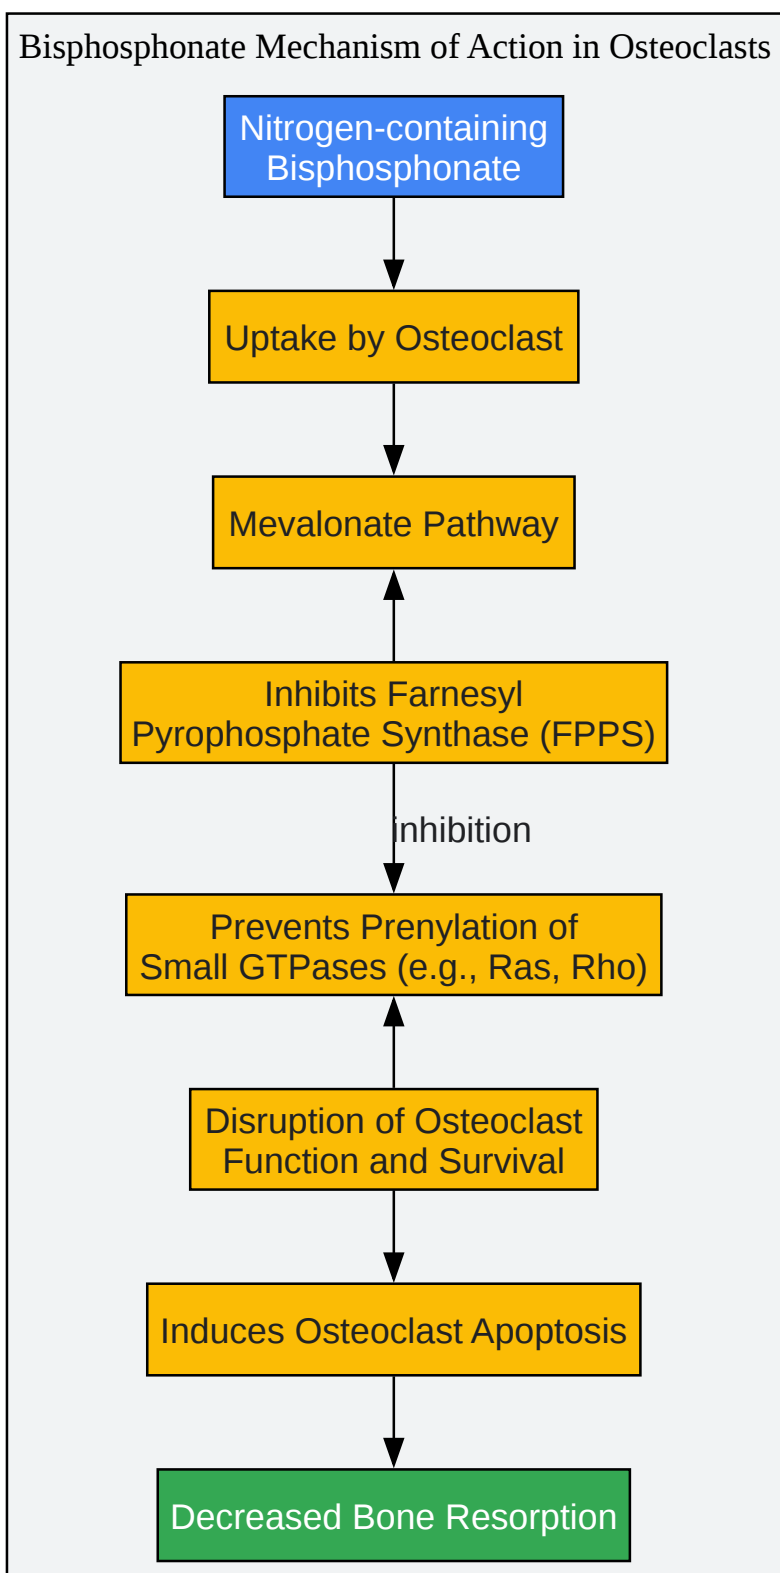 Bisphosphonate Mechanism of Action in Osteoclasts
Nitrogen-containing
Bisphosphonate
Uptake by Osteoclast
Mevalonate Pathway
Inhibits Farnesyl
Pyrophosphate Synthase (FPPS)
inhibition
Prevents Prenylation of
Small GTPases (e.g., Ras, Rho)
Disruption of Osteoclast
Function and Survival
Induces Osteoclast Apoptosis
Decreased Bone Resorption